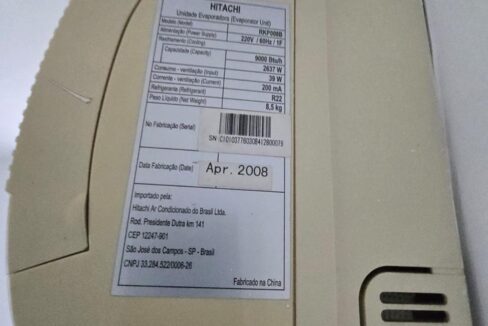 HITACHI
Unidade Evaporadora (Evaporator Unit)
Modelo (Model) RKP008B
Alimentação (Power Supply) 220V / 60Hz / 1F
Resfriamento (Cooling)
Capacidade (Capacity) 9000 Btu/h
2637 W
Consumo - ventilação (Input) 39 W
Corrente - ventilação (Current) 200 mA
Refrigerante (Refrigerant) R22
Peso Líquido (Net Weight) 8,5 kg
No Fabricação (Serial)
Data Fabricação (Date) Apr. 2008
Importado pela:
Hitachi Ar Condicionado do Brasil Ltda.
Rod. Presidente Dutra km 141
CEP 12247-901
São José dos Campos - SP - Brasil
CNPJ 33.284.522/0006-26
Fabricado na China